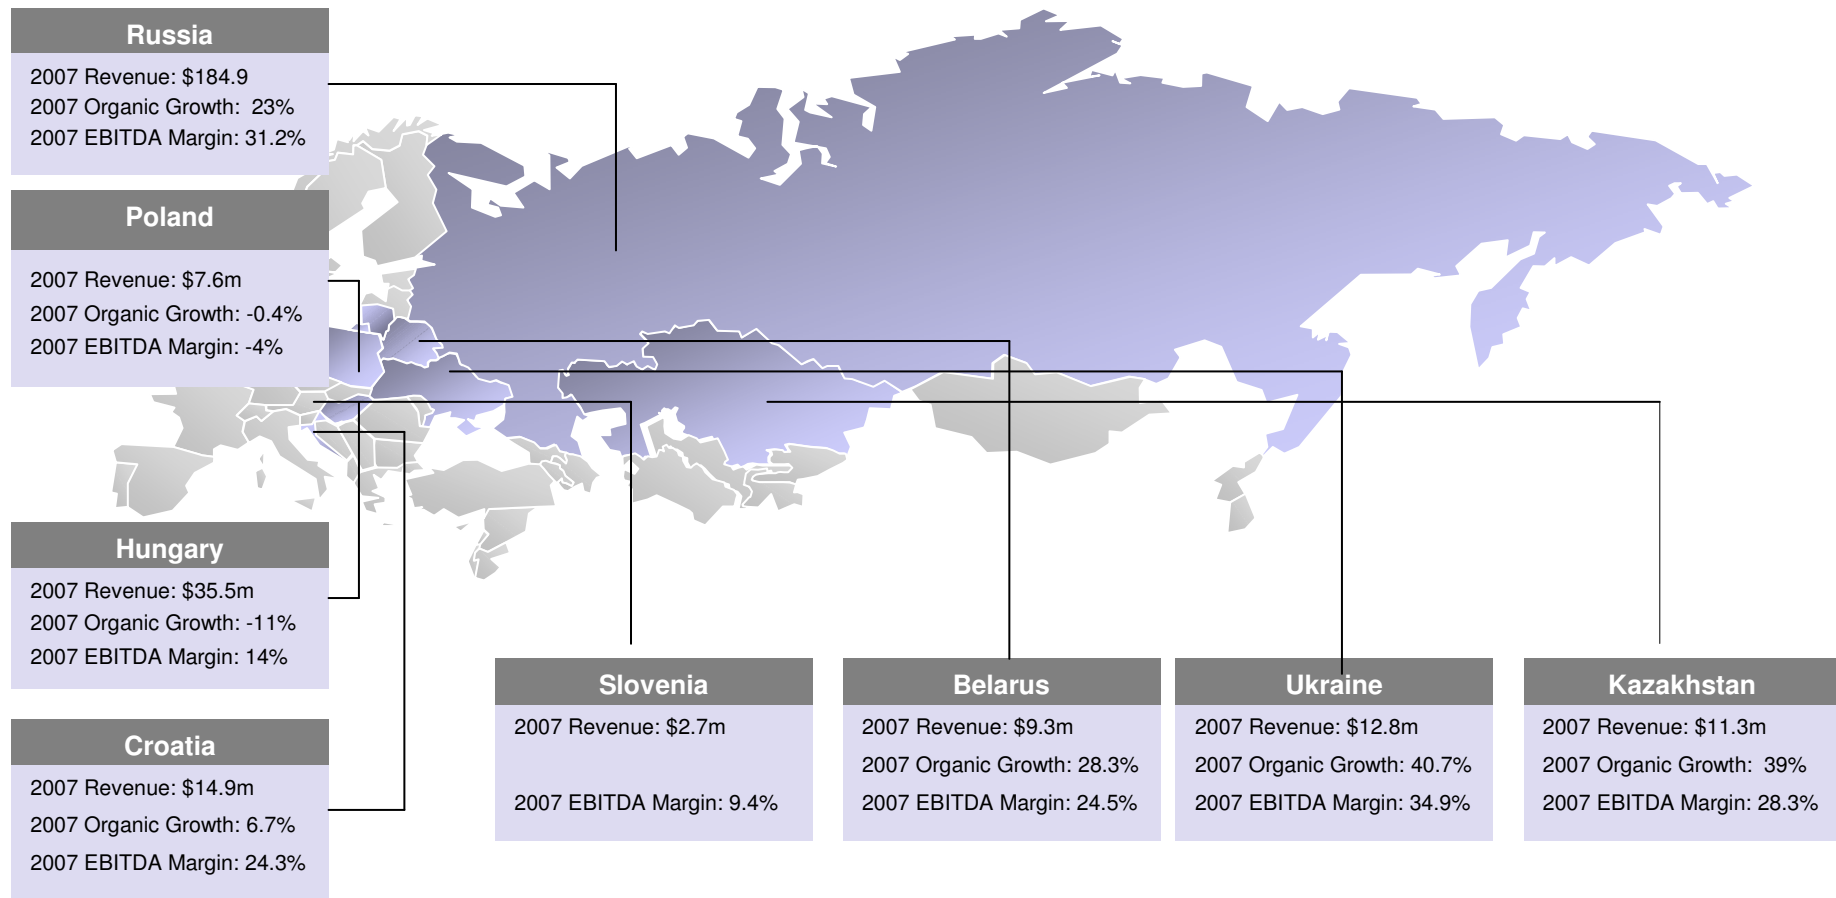 Russia
2007 Revenue: $184.9
2007 Organic Growth:  23%
2007 EBITDA Margin: 31.2%
Poland
2007 Revenue: $7.6m
2007 Organic Growth: -0.4%
2007 EBITDA Margin: -4%
Hungary
2007 Revenue: $35.5m
2007 Organic Growth: -11%
2007 EBITDA Margin: 14%
Croatia
2007 Revenue: $14.9m
2007 Organic Growth: 6.7%
2007 EBITDA Margin: 24.3%
Slovenia
2007 Revenue: $2.7m
2007 EBITDA Margin: 9.4%
Belarus
2007 Revenue: $9.3m
2007 Organic Growth: 28.3%
2007 EBITDA Margin: 24.5%
Ukraine
2007 Revenue: $12.8m
2007 Organic Growth: 40.7%
2007 EBITDA Margin: 34.9%
Kazakhstan
2007 Revenue: $11.3m
2007 Organic Growth:  39%
2007 EBITDA Margin: 28.3%